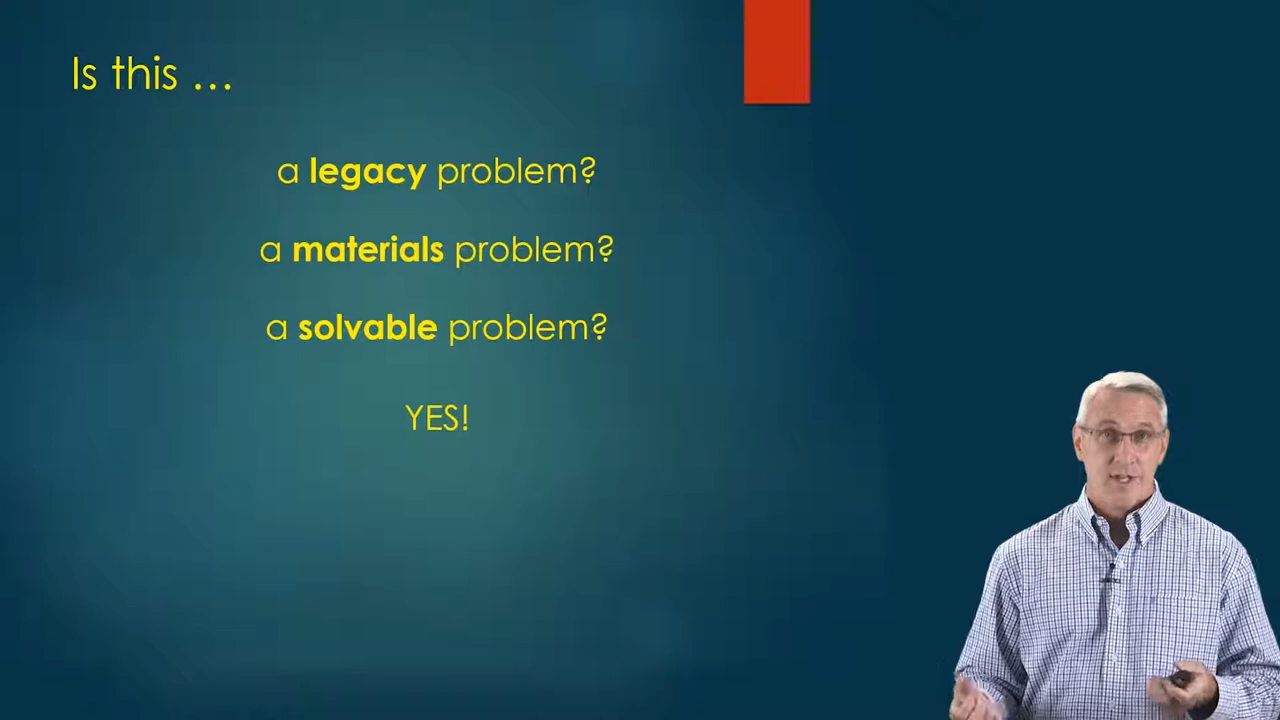 Is this ...
a legacy problem?
a materials problem?
a solvable problem?
YES!